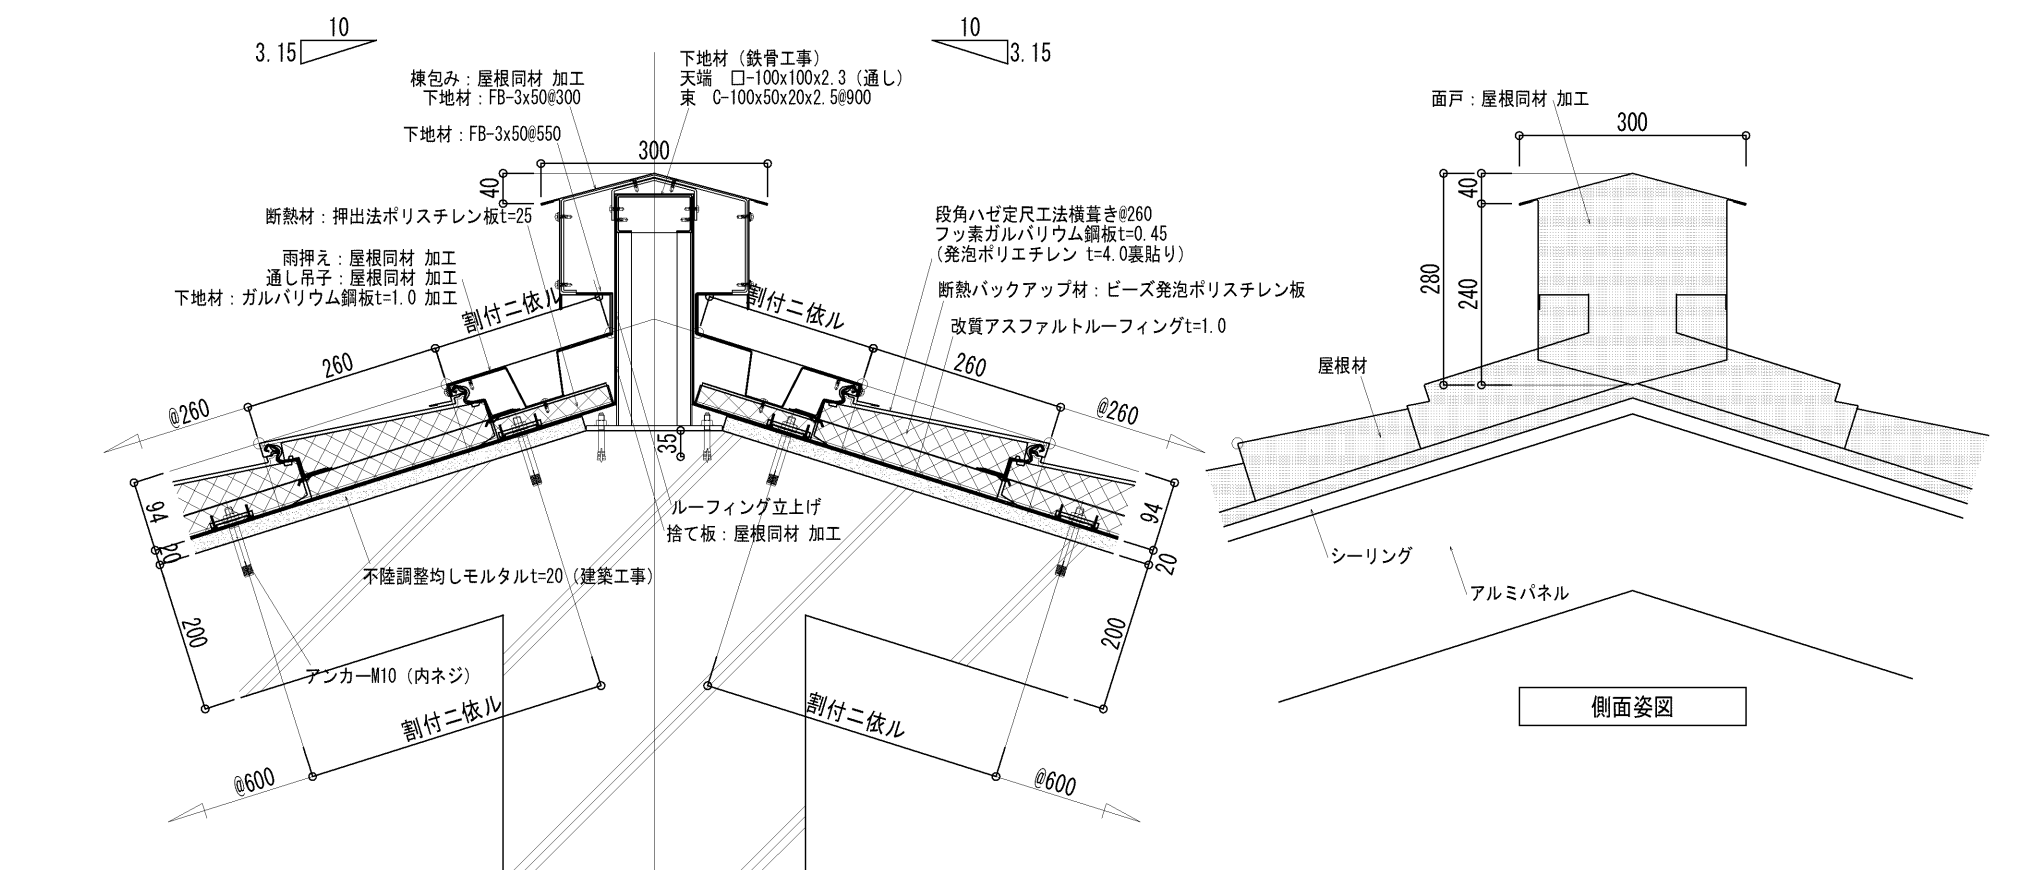 10
3.15
10
3.15
棟包み：屋根同材 加工
下地材：FB-3x50@300
下地材：FB-3x50@550
下地材（鉄骨工事）
天端　口-100x100x2.3（通し）
束　C-100x50x20x2.5@900
300
40
断熱材：押出法ポリスチレン板t=25
雨押え：屋根同材 加工
通し吊子：屋根同材 加工
下地材：ガルバリウム鋼板t=1.0 加工
段角ハゼ定尺工法横葺き@260
フッ素ガルバリウム鋼板t=0.45
（発泡ポリエチレン t=4.0裏貼り）
断熱バックアップ材：ビーズ発泡ポリスチレン板
改質アスファルトルーフィングt=1.0
割付ニ依ル
割付ニ依ル
260
260
@260
@260
35
94
20
200
94
20
200
ルーフィング立上げ
捨て板：屋根同材 加工
不陸調整均しモルタルt=20（建築工事）
アンカーM10（内ネジ）
割付ニ依ル
割付ニ依ル
@600
@600
面戸：屋根同材 加工
300
40
280
240
屋根材
シーリング
アルミパネル
側面姿図